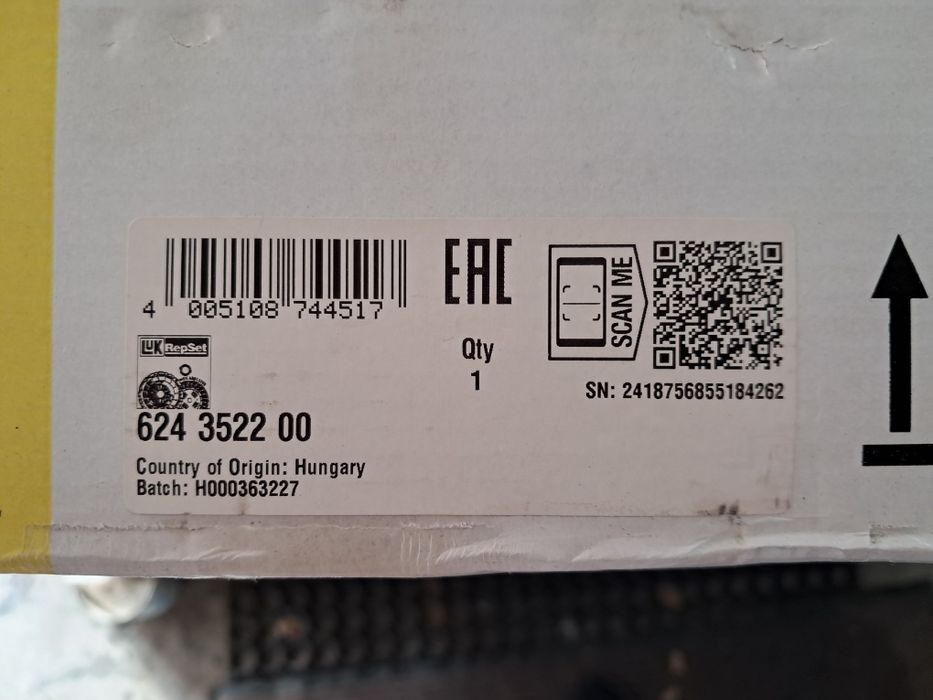 4 005108 744517
EAC
SCAN ME
LUK RepSet
Qty
1
SN: 2418756855184262
624 3522 00
Country of Origin: Hungary
Batch: H000363227